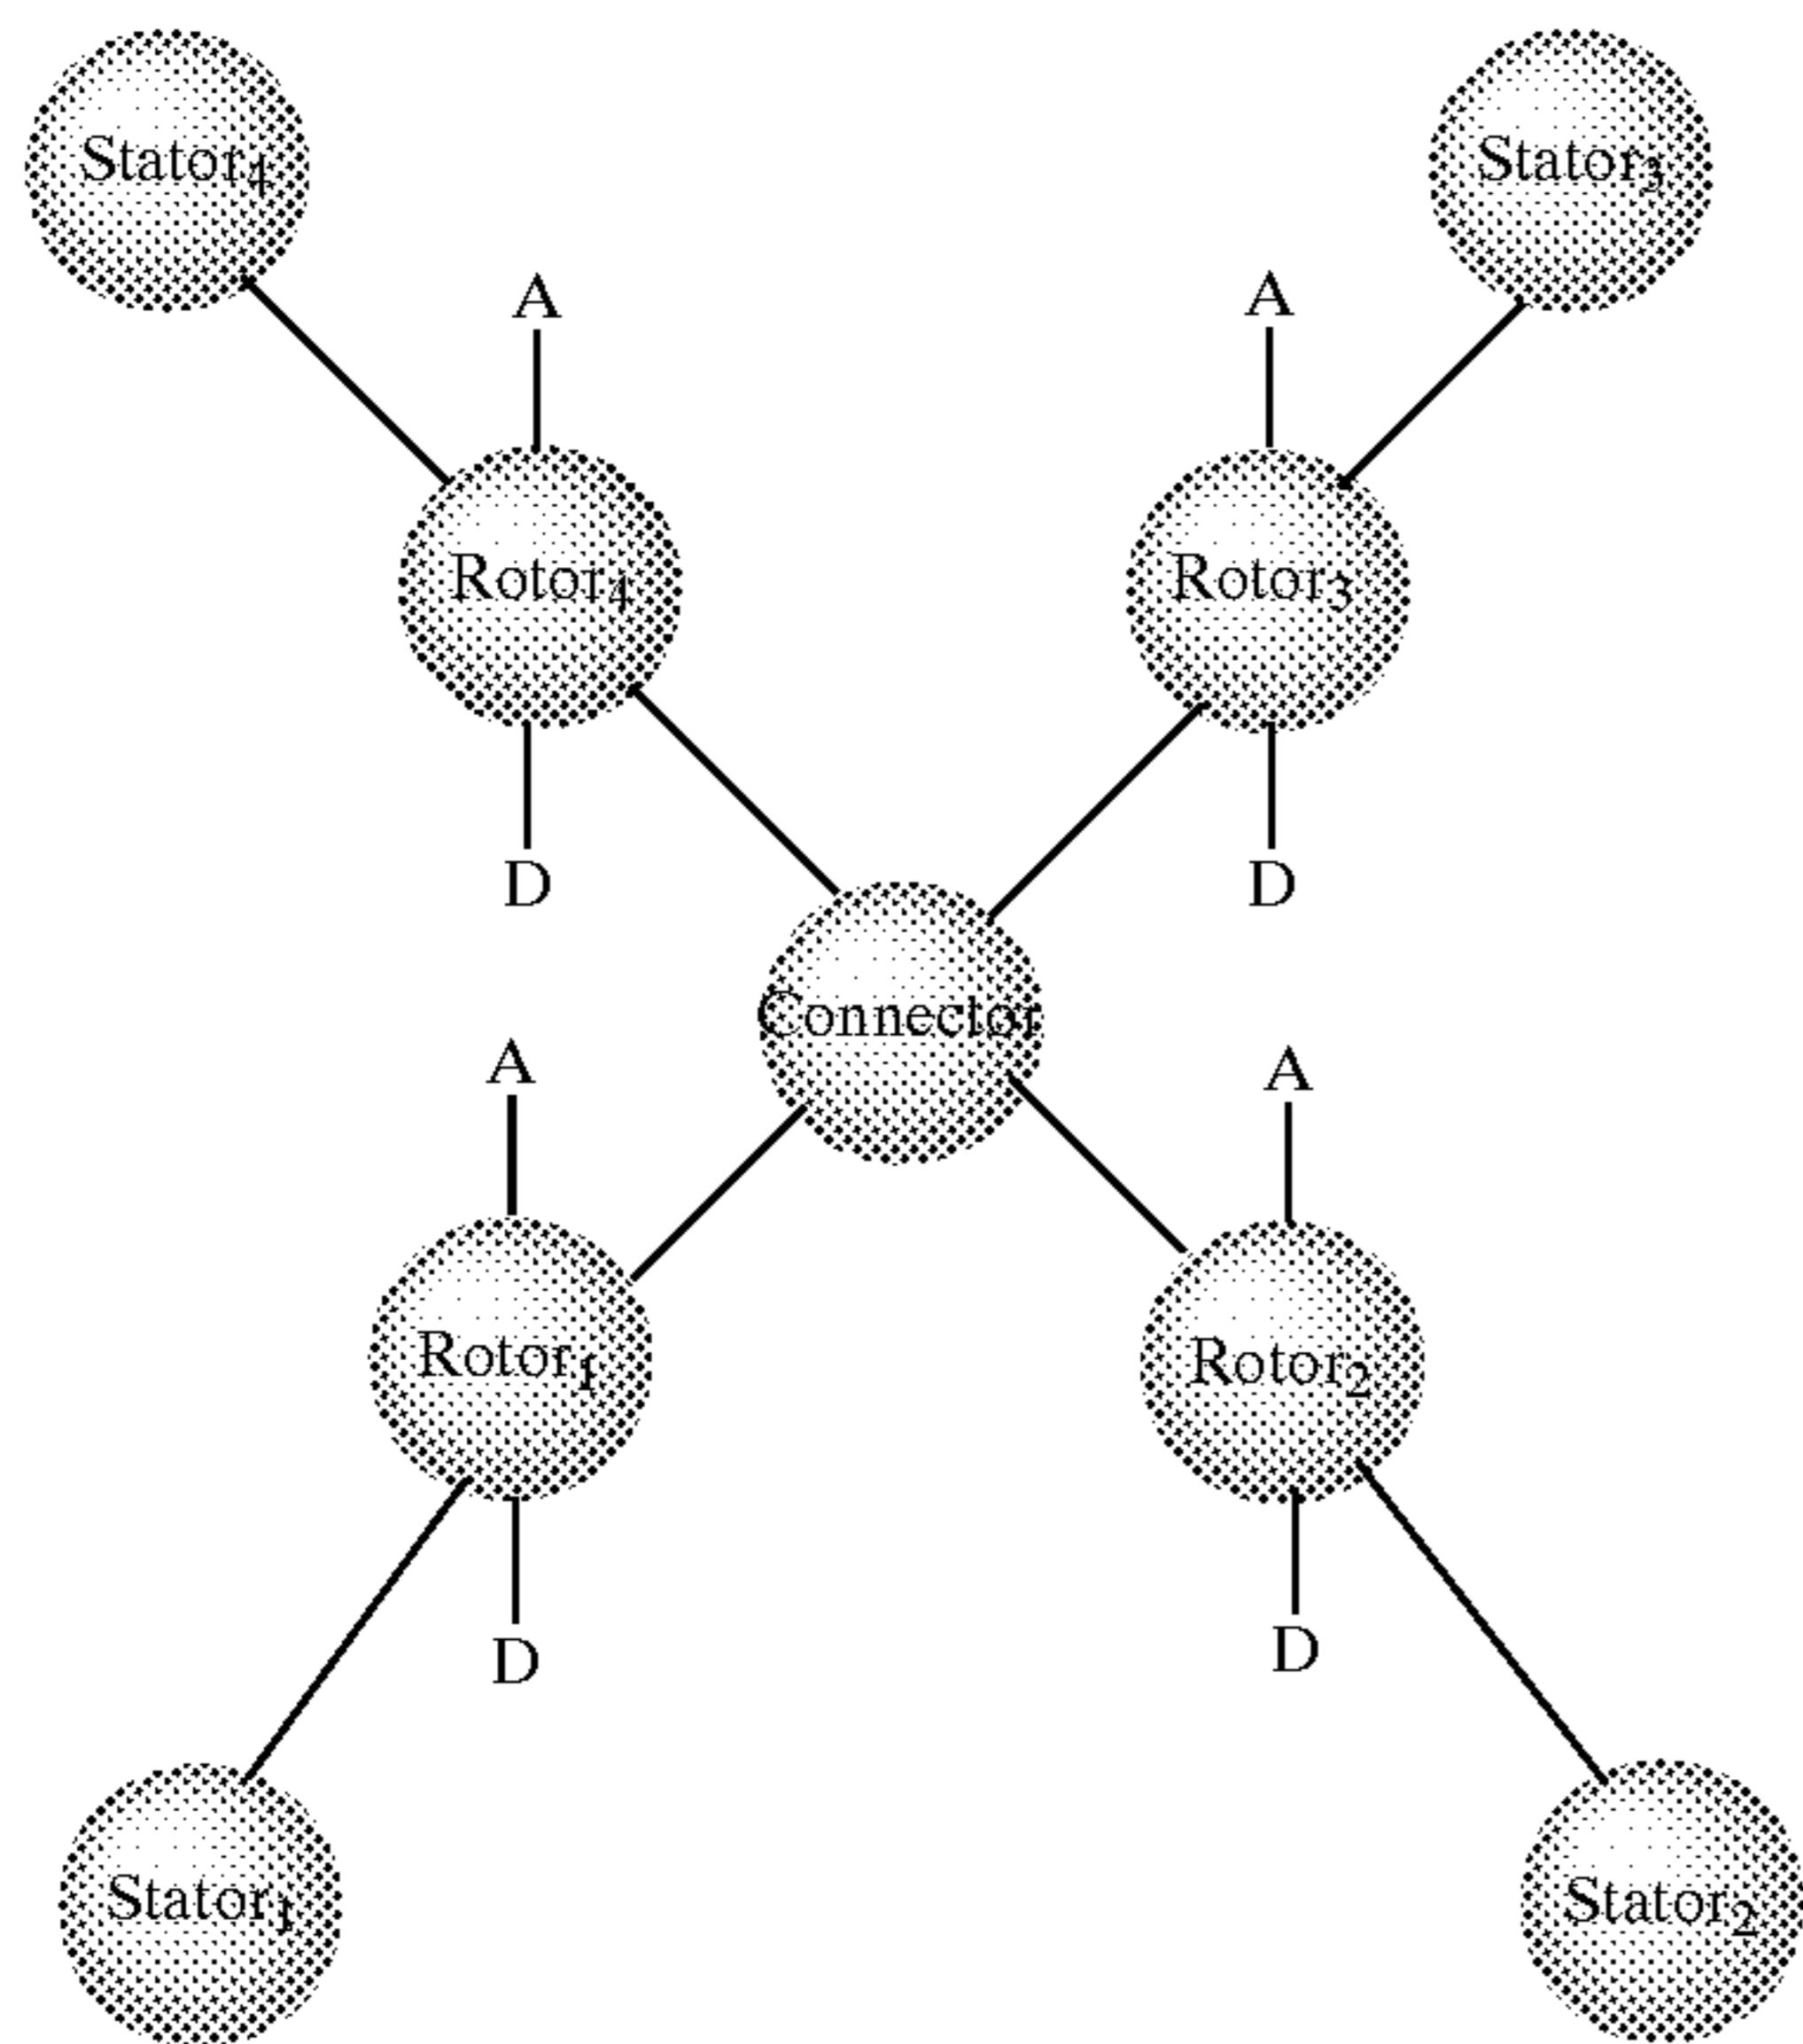 Stator₄
Stator₃
A
A
Rotor₄
Rotor₃
D
D
Connector
A
A
Rotor₁
Rotor₂
D
D
Stator₁
Stator₂